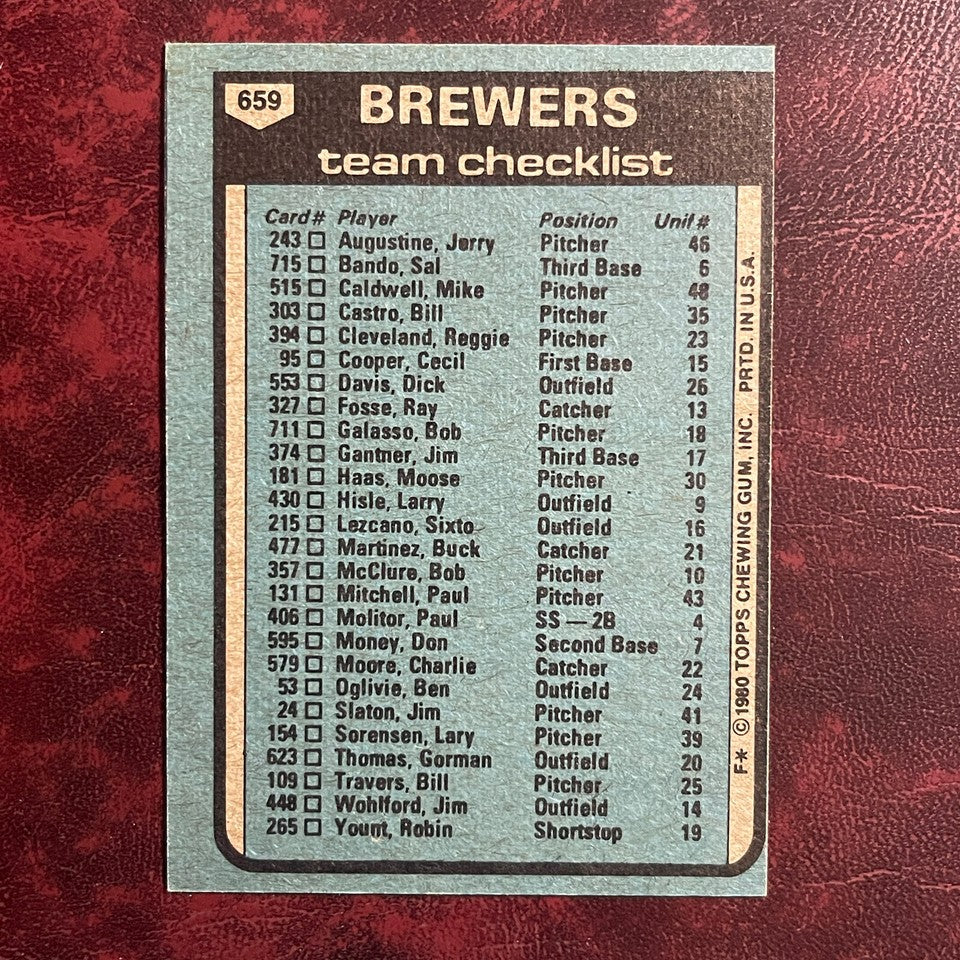 659
BREWERS
team checklist
Card# Player Position Unif #
243 □ Augustine, Jerry Pitcher 46
715 □ Bando, Sal Third Base 6
515 □ Caldwell, Mike Pitcher 48
303 □ Castro, Bill Pitcher 35
394 □ Cleveland, Reggie Pitcher 23
95 □ Cooper, Cecil First Base 15
553 □ Davis, Dick Outfield 26
327 □ Fosse, Ray Catcher 13
711 □ Galasso, Bob Pitcher 18
374 □ Gantner, Jim Third Base 17
181 □ Haas, Moose Pitcher 30
430 □ Hisle, Larry Outfield 9
215 □ Lezcano, Sixto Outfield 16
477 □ Martinez, Buck Catcher 21
357 □ McClure, Bob Pitcher 10
131 □ Mitchell, Paul Pitcher 43
406 □ Molitor, Paul SS — 2B 4
595 □ Money, Don Second Base 7
579 □ Moore, Charlie Catcher 22
53 □ Oglivie, Ben Outfield 24
24 □ Slaton, Jim Pitcher 41
154 □ Sorensen, Lary Pitcher 39
623 □ Thomas, Gorman Outfield 20
109 □ Travers, Bill Pitcher 25
448 □ Wohlford, Jim Outfield 14
265 □ Yount, Robin Shortstop 19
F* © 1980 TOPPS CHEWING GUM, INC. PRTD. IN U.S.A.